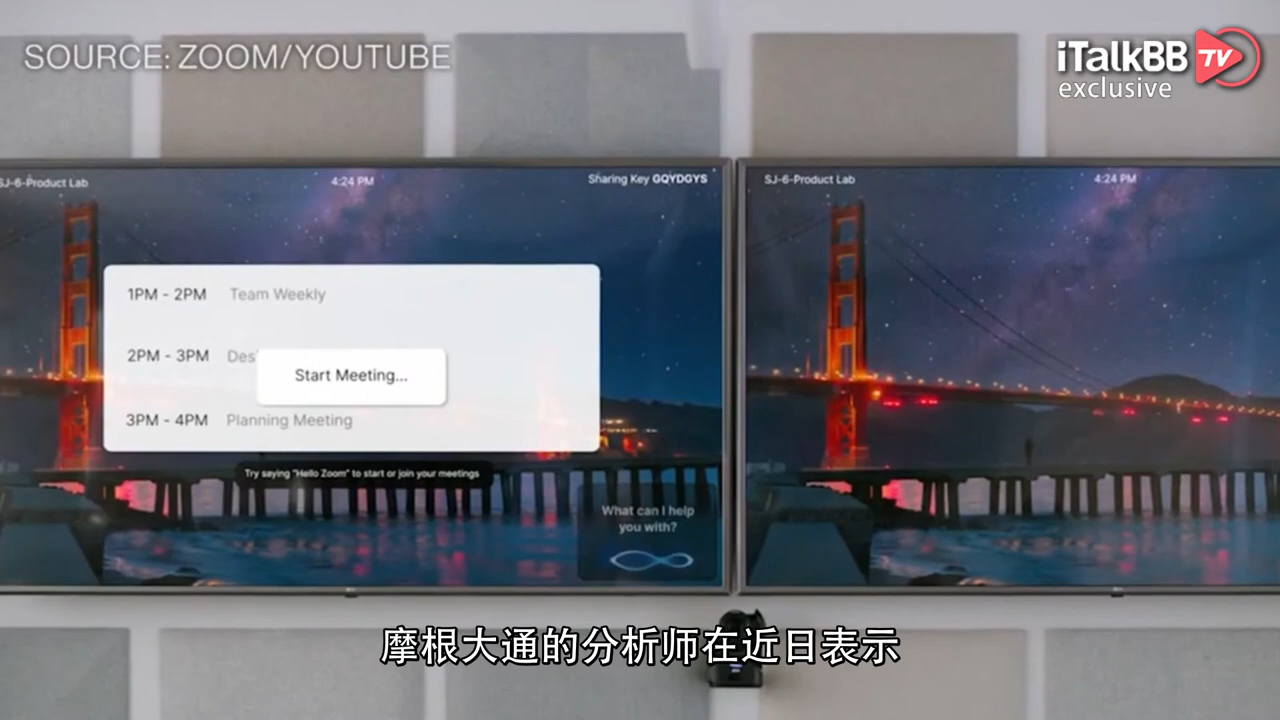 SOURCE: ZOOM/YOUTUBE
iTalkBB TV
exclusive
SJ-6-Product Lab
4:24 PM
Sharing Key GQYDGYS
1PM - 2PM Team Weekly
2PM - 3PM
Start Meeting...
3PM - 4PM Planning Meeting
Try saying "Hello Zoom" to start or join your meetings
What can I help
you with?
SJ-6-Product Lab
4:24 PM
摩根大通的分析师在近日表示